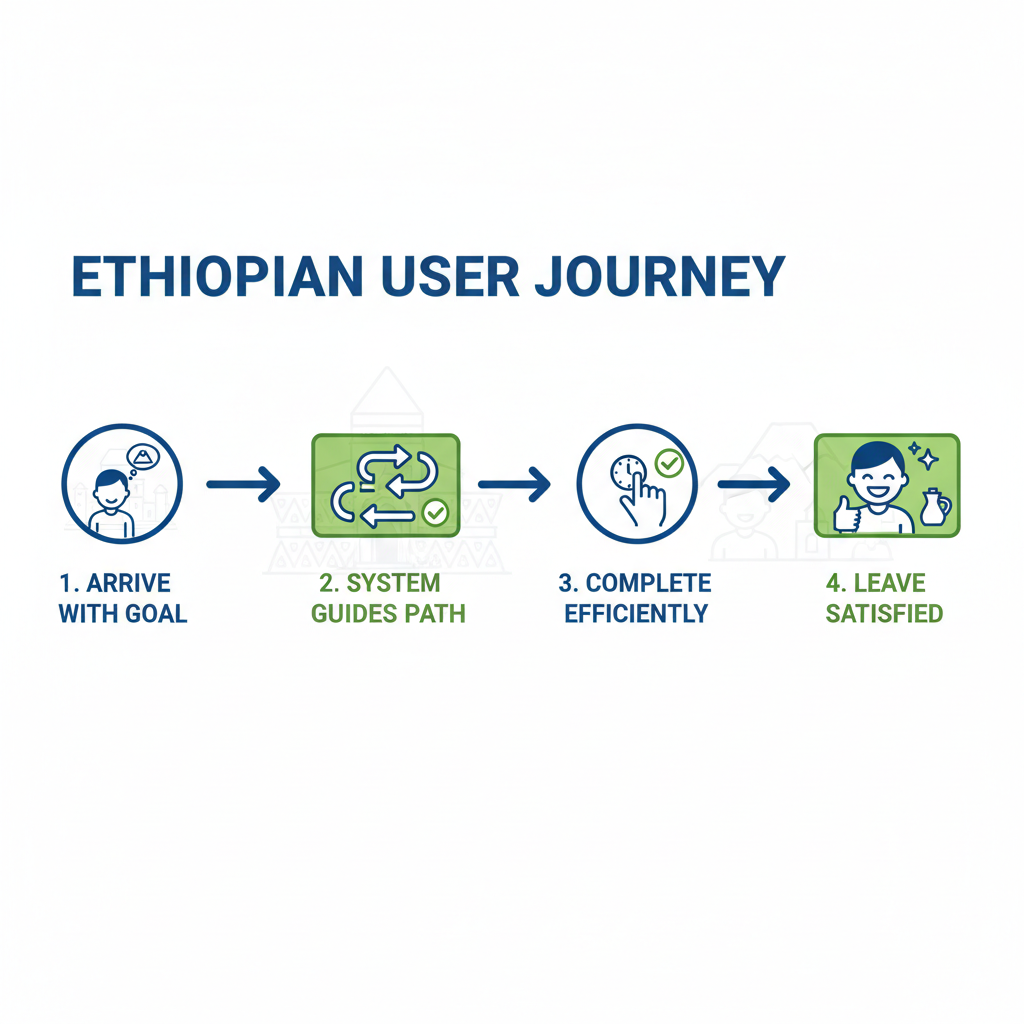 ETHIOPIAN USER JOURNEY
1. ARRIVE
WITH GOAL
2. SYSTEM
GUIDES PATH
3. COMPLETE
EFFICIENTLY
4. LEAVE
SATISFIED